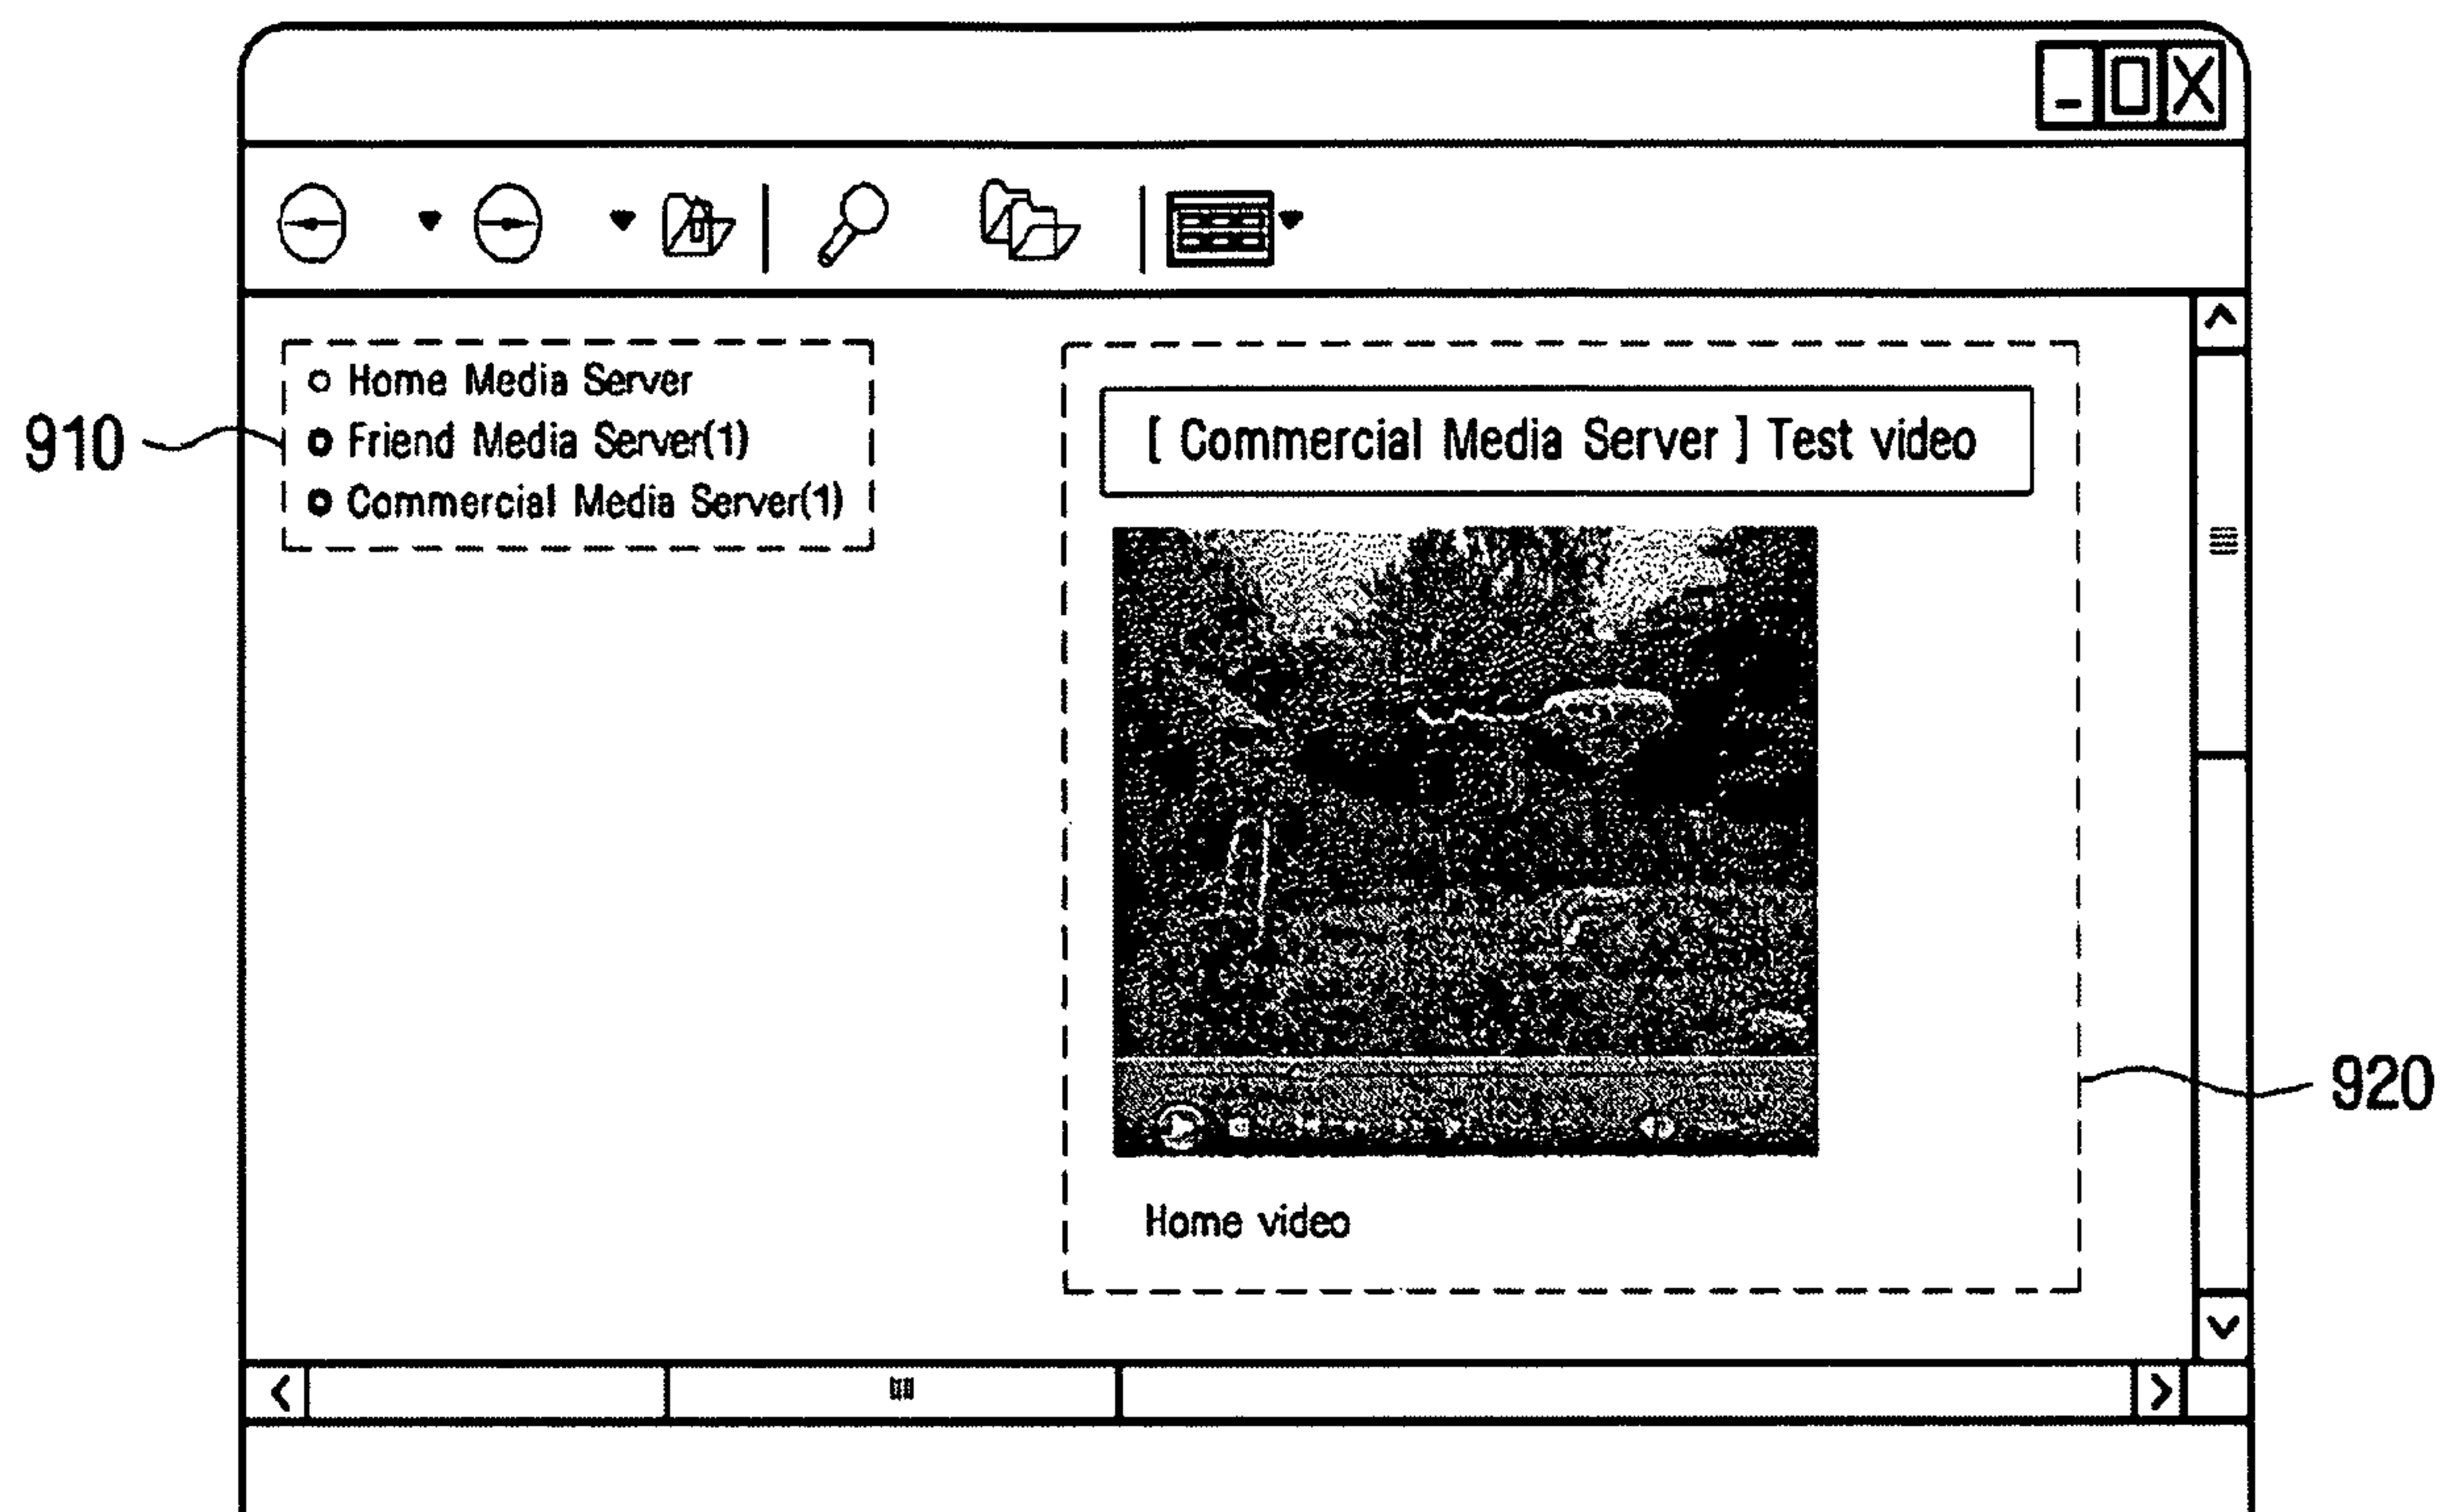 Home Media Server
Friend Media Server(1)
Commercial Media Server(1)
910
[ Commercial Media Server ] Test video
Home video
920